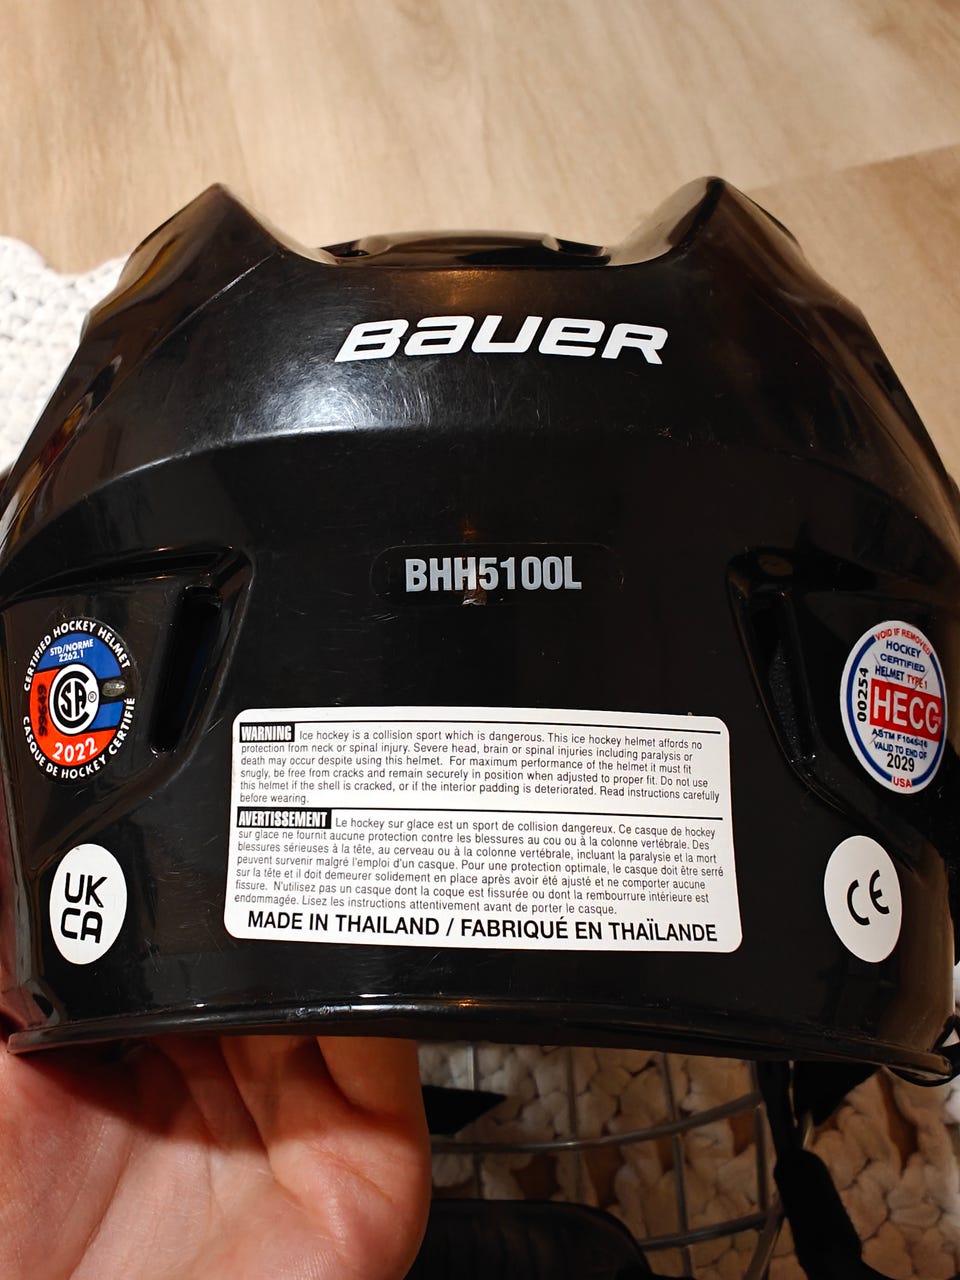 BAUER
BHH5100L
CERTIFIED HOCKEY HELMET
STD/NORME
Z262.1
CSA®
2022
CASQUE DE HOCKEY CERTIFIÉ
VOID IF REMOVED
HOCKEY
CERTIFIED
HELMET TYPE 1
00254
HECC
VALID TO END OF
2029
USA
WARNING Ice hockey is a collision sport which is dangerous. This ice hockey helmet affords no
protection from neck or spinal injury. Severe head, brain or spinal injuries including paralysis or
death may occur despite using this helmet. For maximum performance of the helmet it must fit
snugly, be free from cracks and remain securely in position when adjusted to proper fit. Do not use
this helmet if the shell is cracked, or if the interior padding is deteriorated. Read instructions carefully
before wearing.
AVERTISSEMENT Le hockey sur glace est un sport de collision dangereux. Ce casque de hockey
sur glace ne fournit aucune protection contre les blessures au cou ou à la colonne vertébrale. Des
blessures sérieuses à la tête, au cerveau ou à la colonne vertébrale, incluant la paralysie et la mort
peuvent survenir malgré l'emploi d'un casque. Pour une protection optimale, le casque doit être serré
sur la tête et il doit demeurer solidement en place après avoir été ajusté et ne comporter aucune
fissure. N'utilisez pas un casque dont la coque est fissurée ou dont la rembourrure intérieure est
endommagée. Lisez les instructions attentivement avant de porter le casque.
MADE IN THAILAND / FABRIQUÉ EN THAÏLANDE
UK
CA
CE